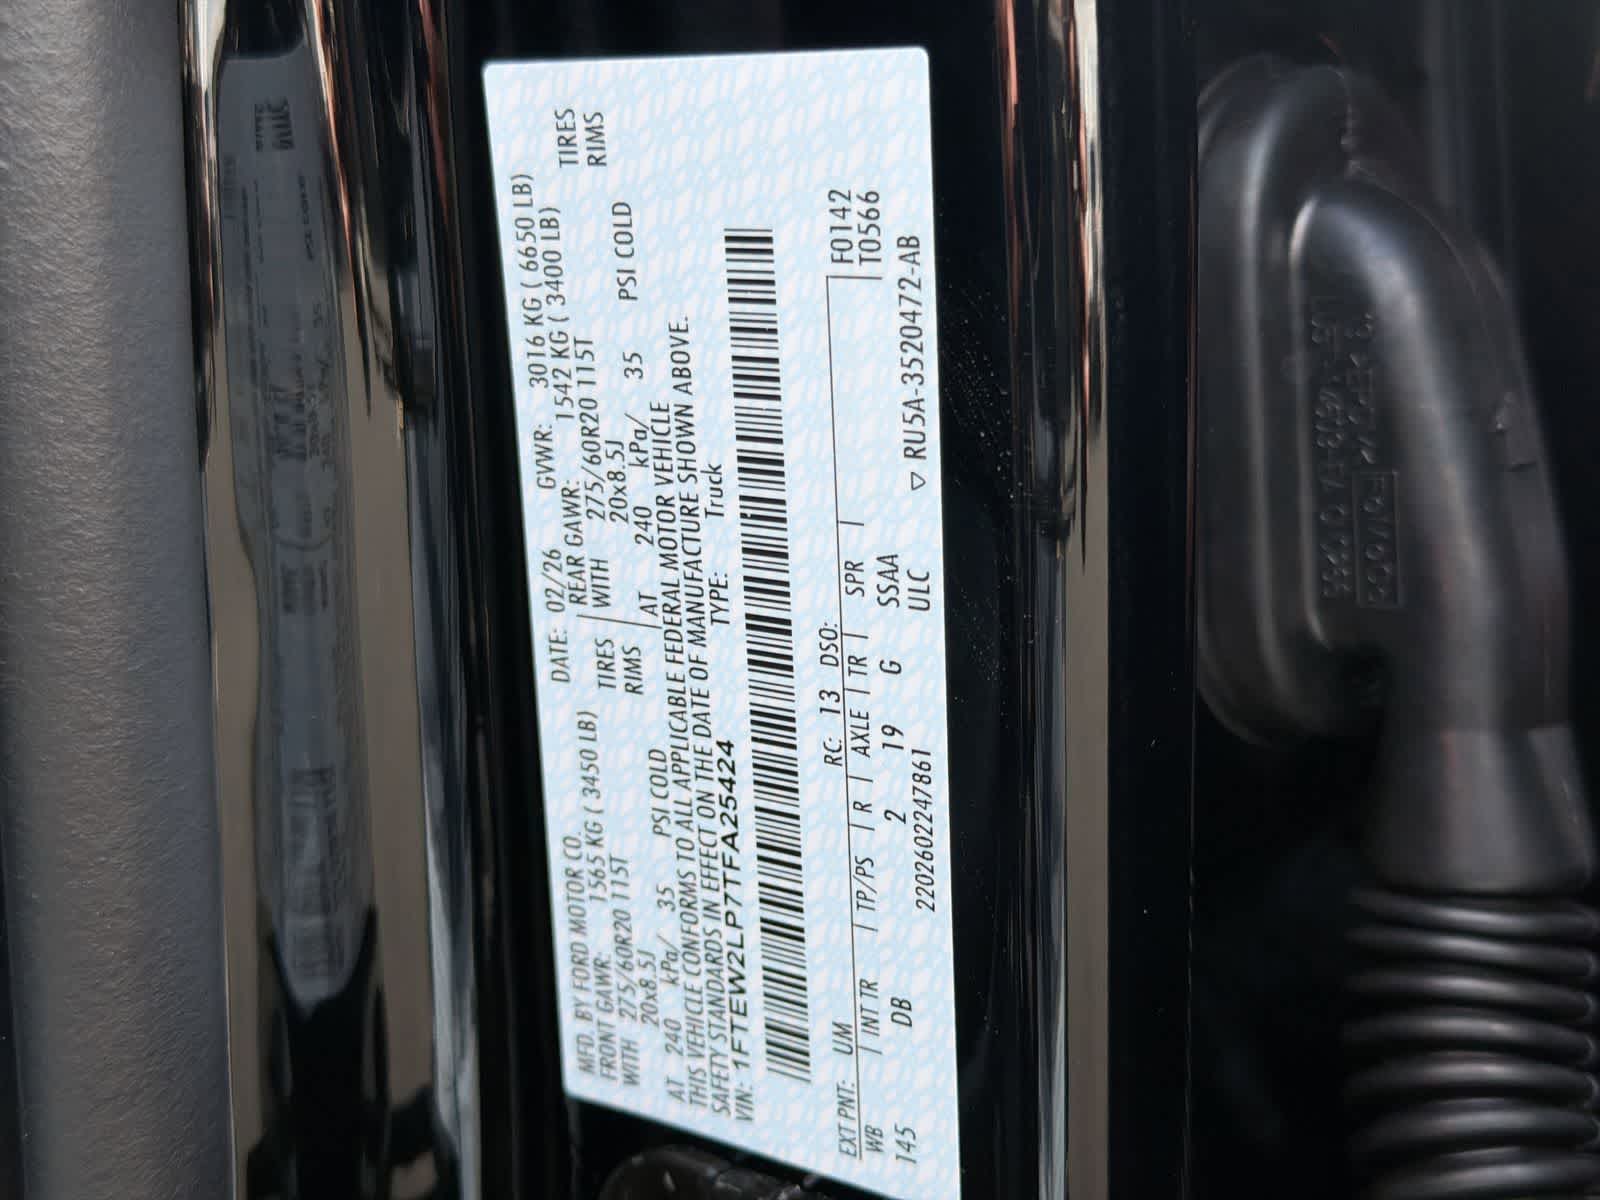 MFD. BY FORD MOTOR CO.
DATE: 02/26 GVWR: 3016 KG ( 6650 LB)
FRONT GAWR: 1565 KG ( 3450 LB) REAR GAWR: 1542 KG ( 3400 LB)
WITH 275/60R20 115T TIRES WITH 275/60R20 115T TIRES
20x8.5J RIMS 20x8.5J RIMS
AT 240 kPa/ 35 PSI COLD AT 240 kPa/ 35 PSI COLD
THIS VEHICLE CONFORMS TO ALL APPLICABLE FEDERAL MOTOR VEHICLE
SAFETY STANDARDS IN EFFECT ON THE DATE OF MANUFACTURE SHOWN ABOVE.
VIN: 1FTEW2LP7TFA25424 TYPE: Truck
EXT PNT: UM RC: 13 DSO: F0142
WB INT TR TP/PS R AXLE TR SPR T0566
145 DB 2 19 G SSAA
2202602247861 ULC ▽ RU5A-3520472-AB